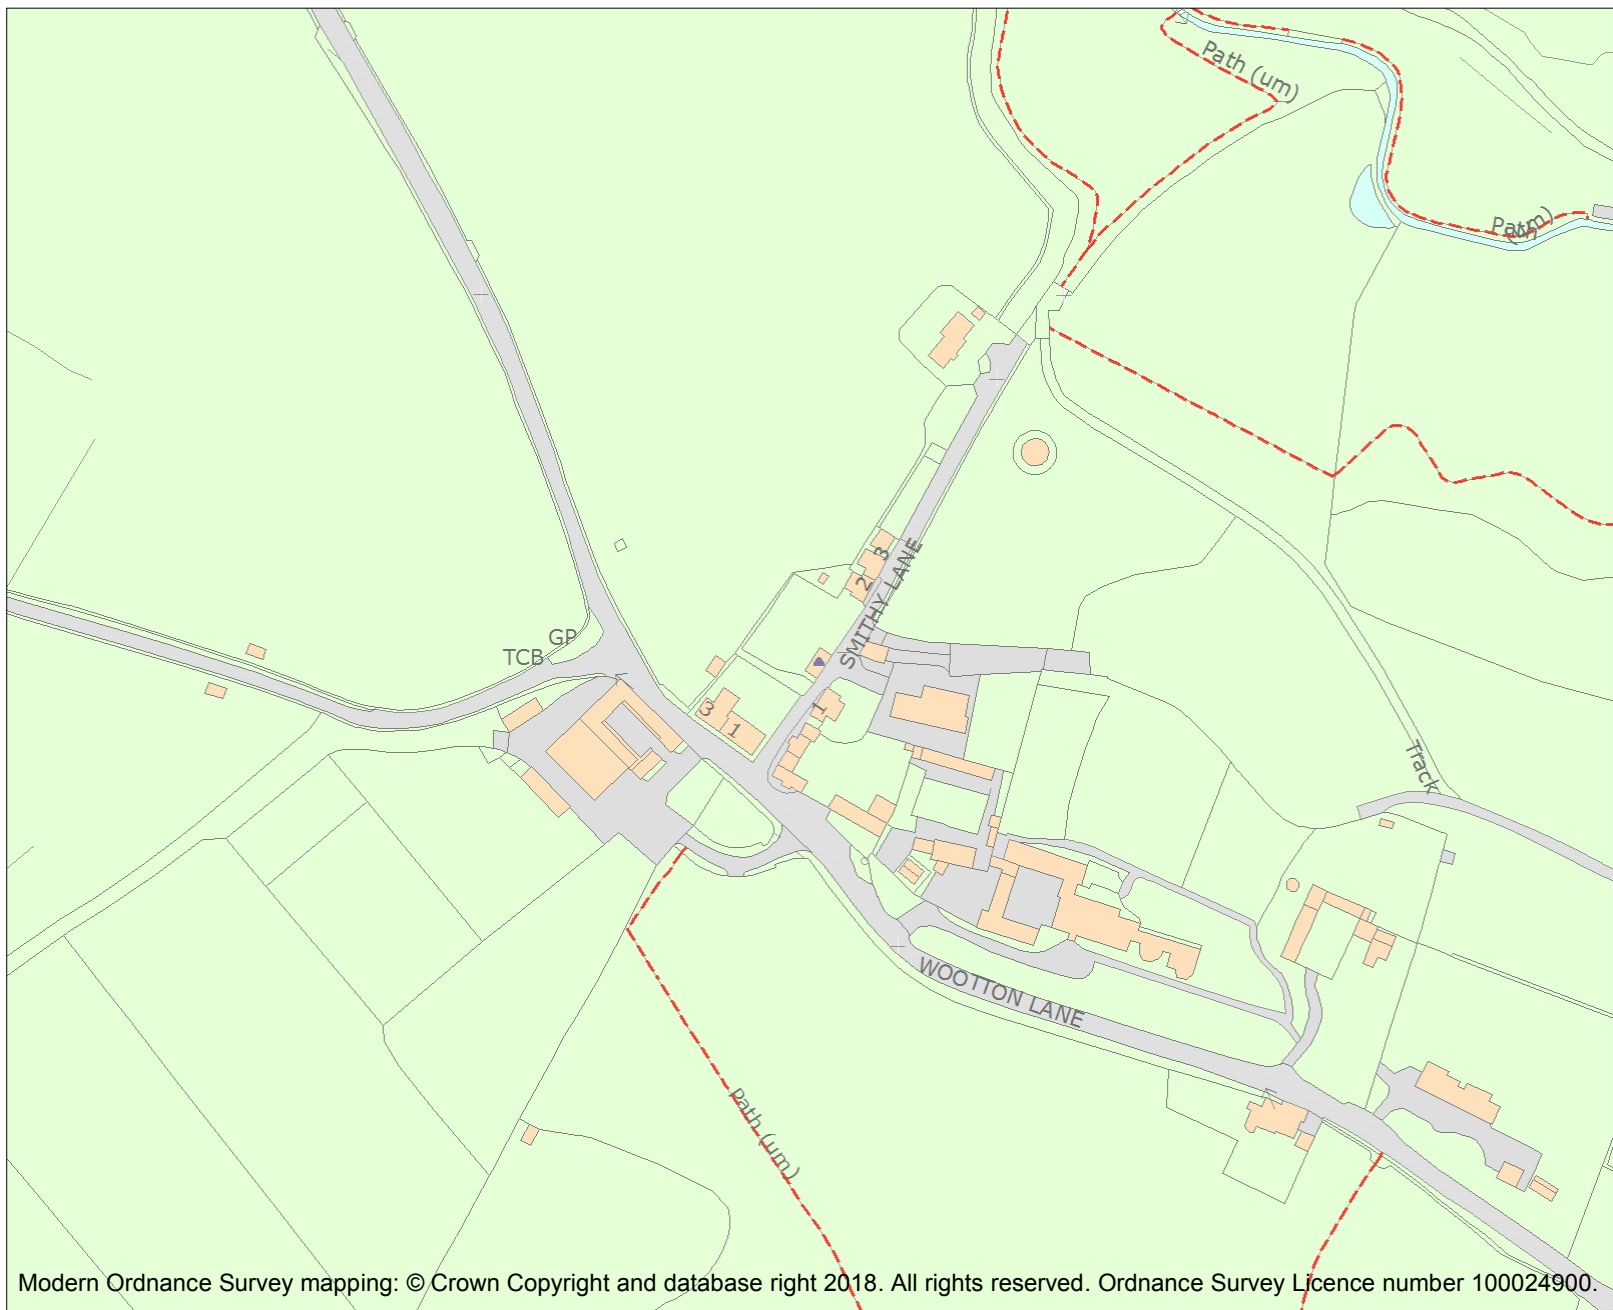 Path (um)
Path
(um)
3
2
SMITHY LANE
GP
TCB
3
1
1
Track
WOOTTON LANE
Path (um)
Modern Ordnance Survey mapping: © Crown Copyright and database right 2018. All rights reserved. Ordnance Survey Licence number 100024900.